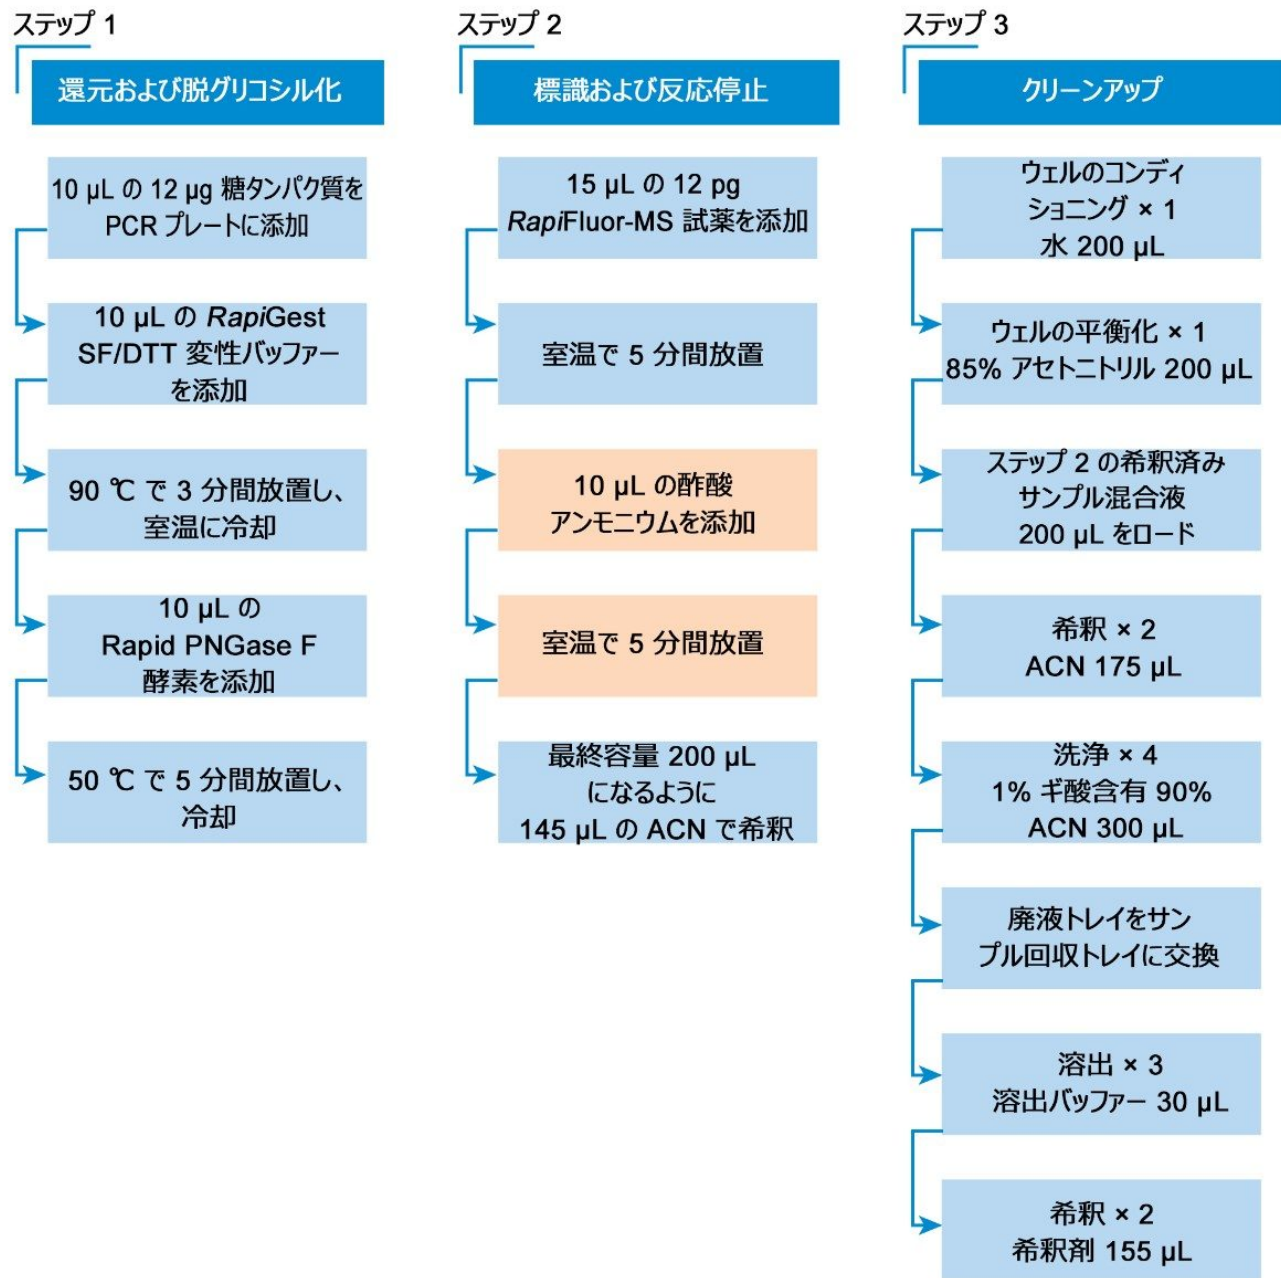 ステップ 1
還元および脱グリコシル化
10 µL の 12 µg 糖タンパク質を
PCR プレートに添加
10 µL の RapiGest
SF/DTT 変性バッファー
を添加
90 ℃ で 3 分間放置し、
室温に冷却
10 µL の
Rapid PNGase F
酵素を添加
50 ℃ で 5 分間放置し、
冷却
ステップ 2
標識および反応停止
15 µL の 12 pg
RapiFluor-MS 試薬を添加
室温で 5 分間放置
10 µL の酢酸
アンモニウムを添加
室温で 5 分間放置
最終容量 200 µL
になるように
145 µL の ACN で希釈
ステップ 3
クリーンアップ
ウェルのコンディ
ショニング × 1
水 200 µL
ウェルの平衡化 × 1
85% アセトニトリル 200 µL
ステップ 2 の希釈済み
サンプル混合液
200 µL をロード
希釈 × 2
ACN 175 µL
洗浄 × 4
1% ギ酸含有 90%
ACN 300 µL
廃液トレイをサン
プル回収トレイに交換
溶出 × 3
溶出バッファー 30 µL
希釈 × 2
希釈剤 155 µL